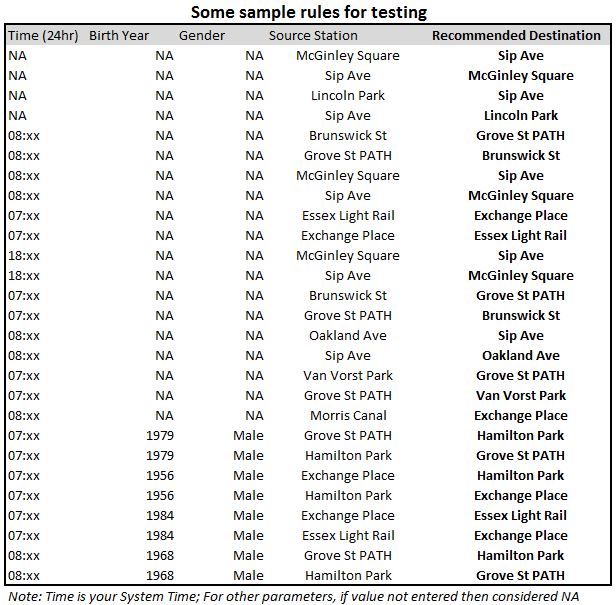 Some sample rules for testing
Time (24hr) Birth Year Gender Source Station Recommended Destination
NA NA NA McGinley Square Sip Ave
NA NA NA Sip Ave McGinley Square
NA NA NA Lincoln Park Sip Ave
NA NA NA Sip Ave Lincoln Park
08:xx NA NA Brunswick St Grove St PATH
08:xx NA NA Grove St PATH Brunswick St
08:xx NA NA McGinley Square Sip Ave
08:xx NA NA Sip Ave McGinley Square
07:xx NA NA Essex Light Rail Exchange Place
07:xx NA NA Exchange Place Essex Light Rail
18:xx NA NA McGinley Square Sip Ave
18:xx NA NA Sip Ave McGinley Square
07:xx NA NA Brunswick St Grove St PATH
07:xx NA NA Grove St PATH Brunswick St
08:xx NA NA Oakland Ave Sip Ave
08:xx NA NA Sip Ave Oakland Ave
07:xx NA NA Van Vorst Park Grove St PATH
07:xx NA NA Grove St PATH Van Vorst Park
08:xx NA NA Morris Canal Exchange Place
07:xx 1979 Male Grove St PATH Hamilton Park
07:xx 1979 Male Hamilton Park Grove St PATH
07:xx 1956 Male Exchange Place Hamilton Park
07:xx 1956 Male Hamilton Park Exchange Place
07:xx 1984 Male Exchange Place Essex Light Rail
07:xx 1984 Male Essex Light Rail Exchange Place
08:xx 1968 Male Grove St PATH Hamilton Park
08:xx 1968 Male Hamilton Park Grove St PATH
Note: Time is your System Time; For other parameters, if value not entered then considered NA